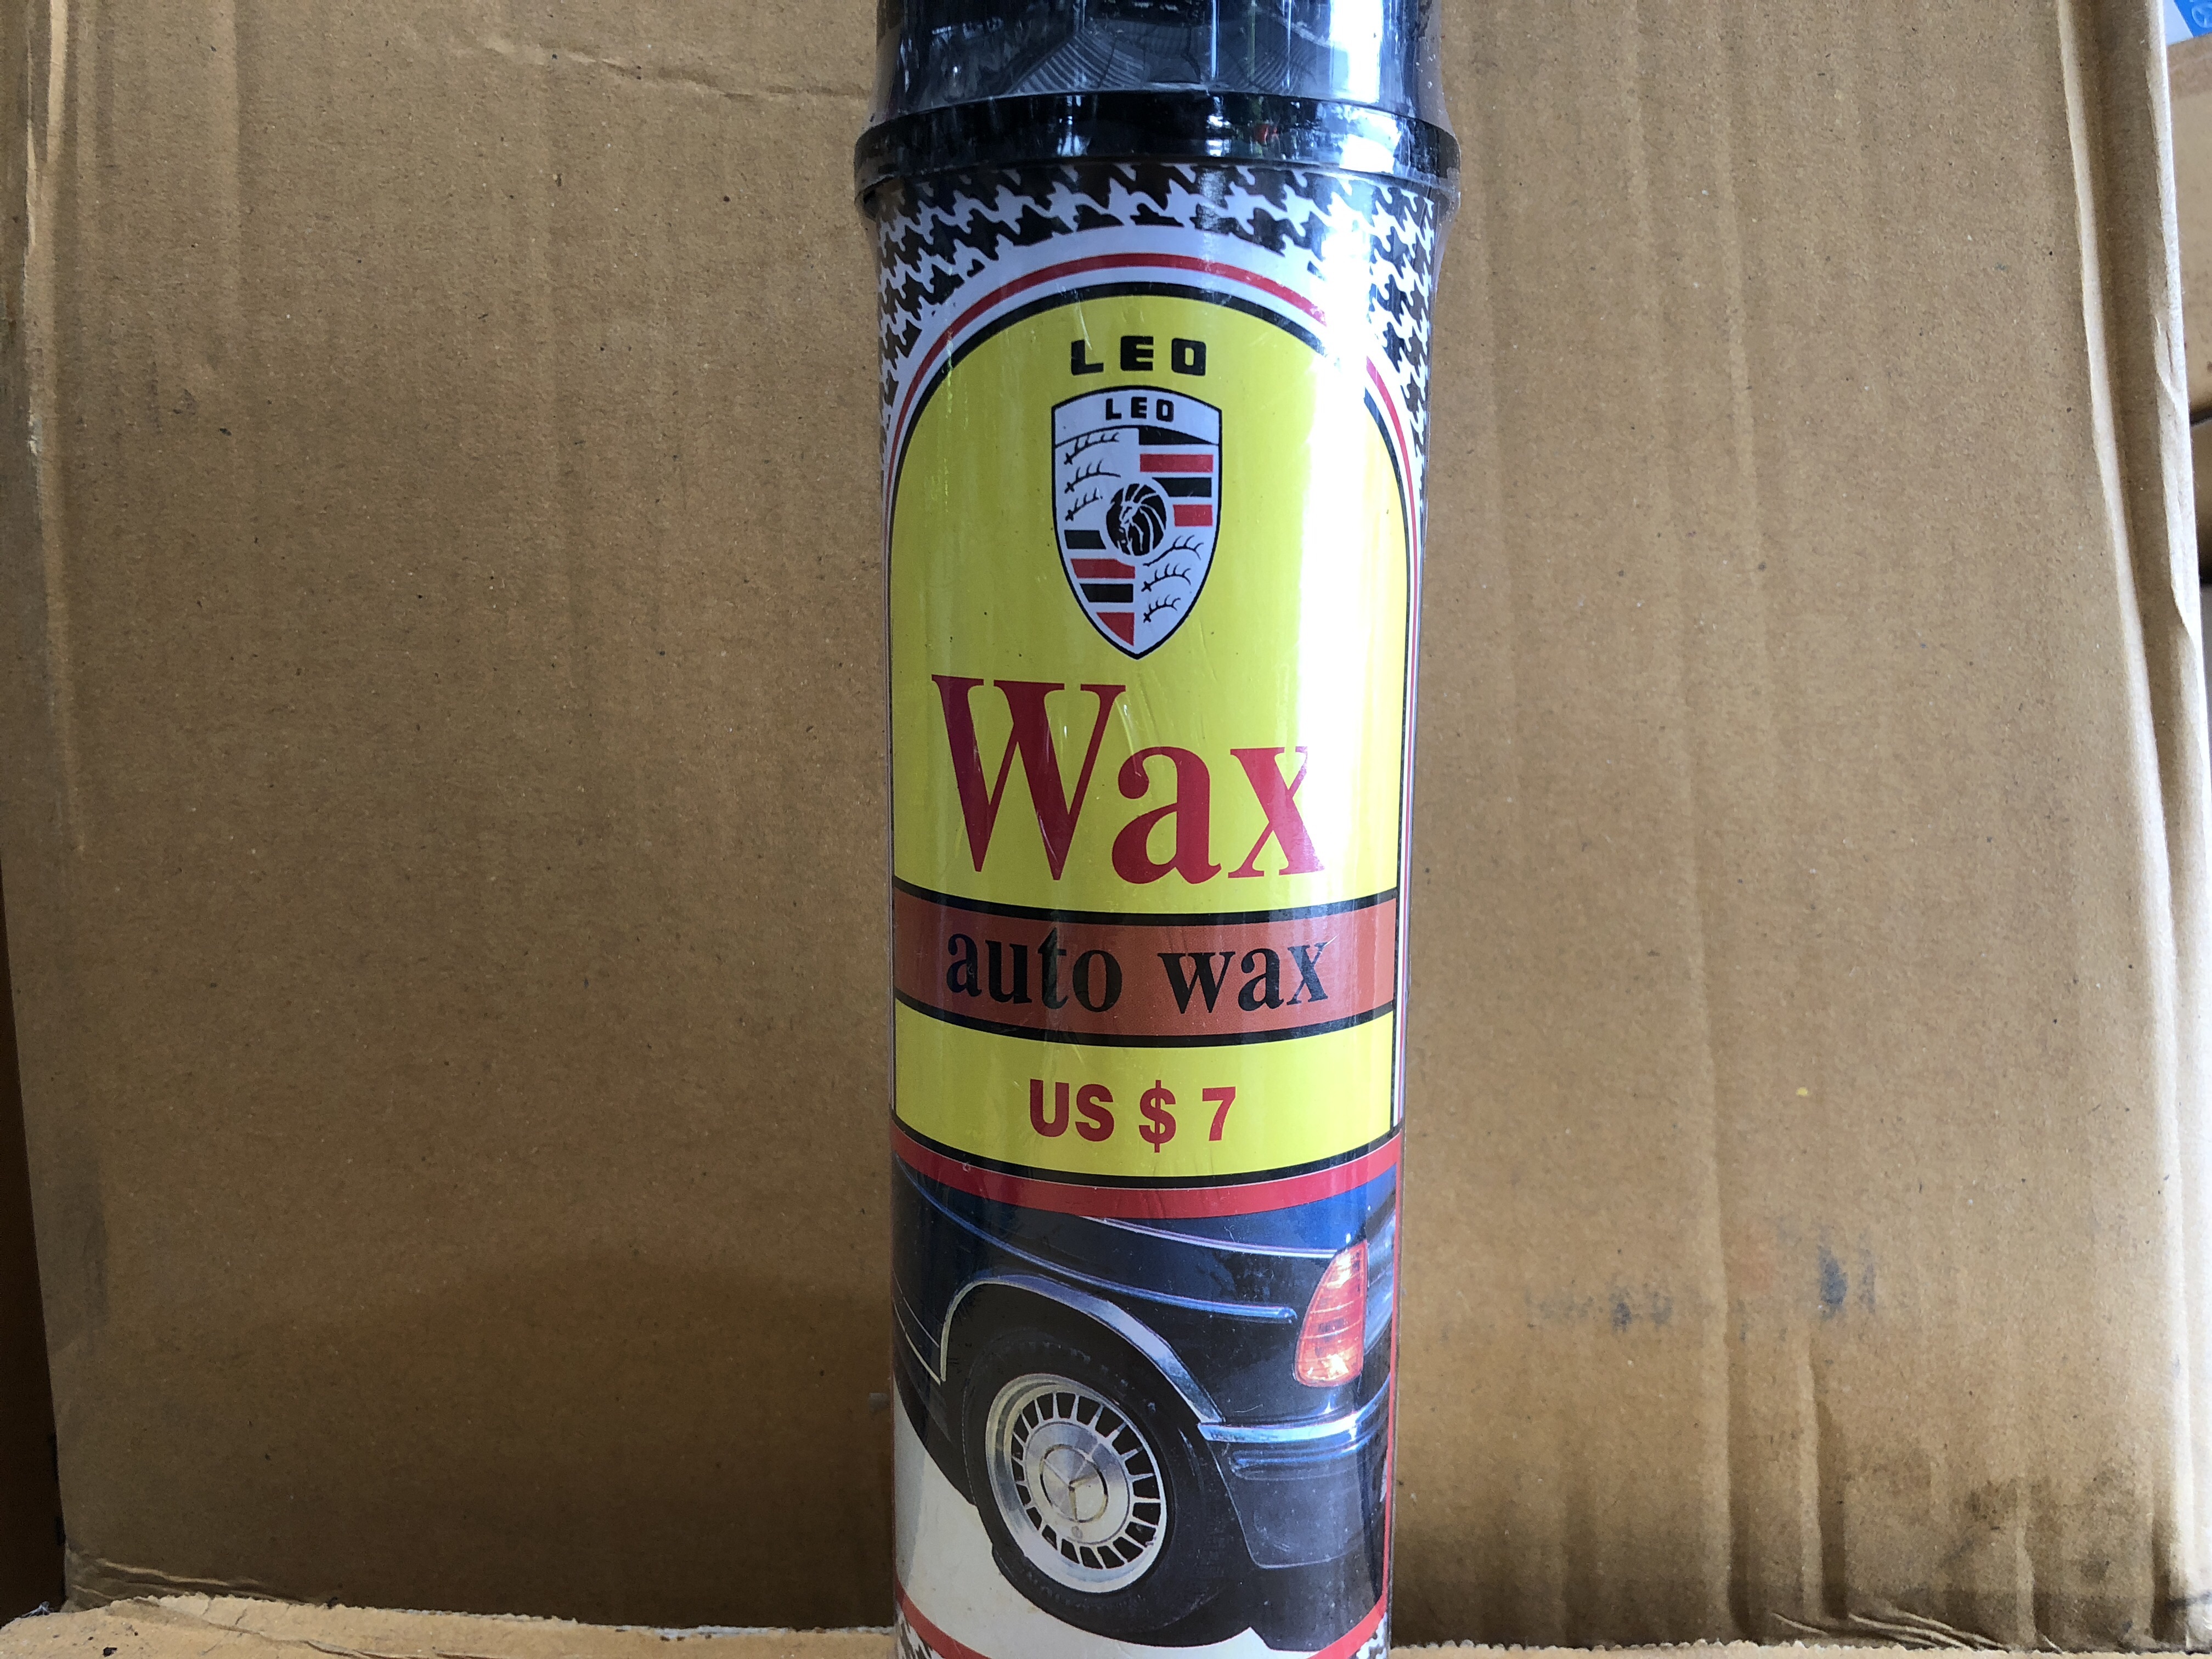 LEO
LEO
Wax
auto wax
US $ 7